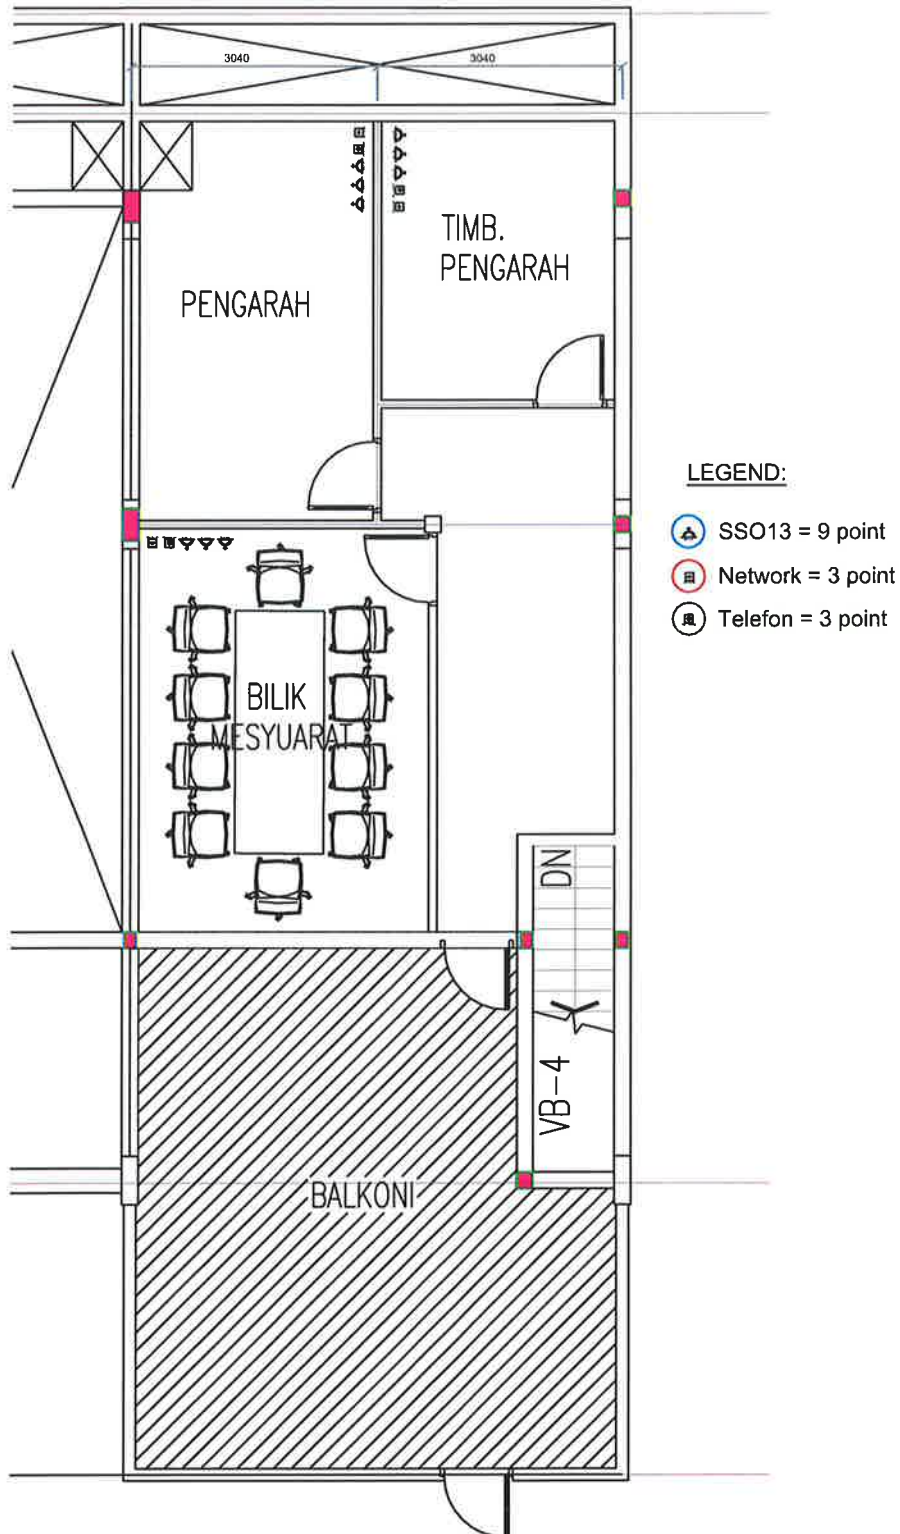 3040
3040
TIMB.
PENGARAH
PENGARAH
LEGEND:
SSO13 = 9 point
Network = 3 point
Telefon = 3 point
BILIK
MESYUARAT
DN
VB-4
BALKONI